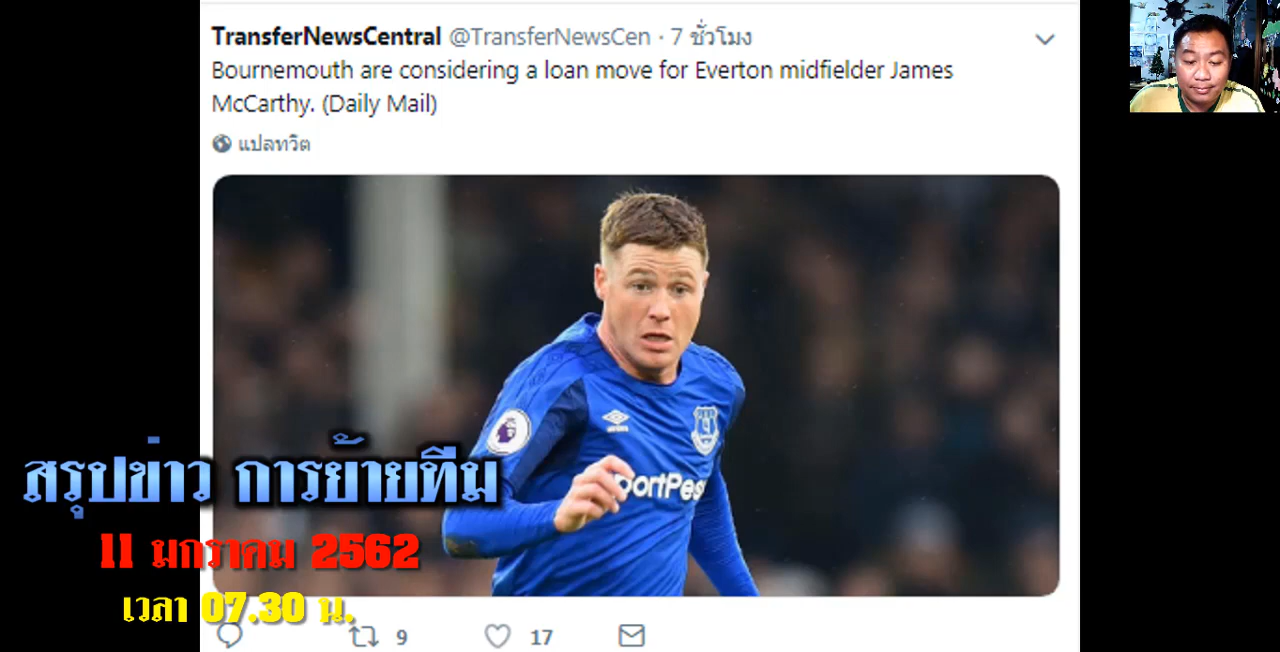 TransferNewsCentral @TransferNewsCen · 7 ชั่วโมง
Bournemouth are considering a loan move for Everton midfielder James
McCarthy. (Daily Mail)
แปลทวีต
portPes
สรุปข่าว การย้ายทีม
11 มกราคม 2562
เวลา 07.30 น.
9 17